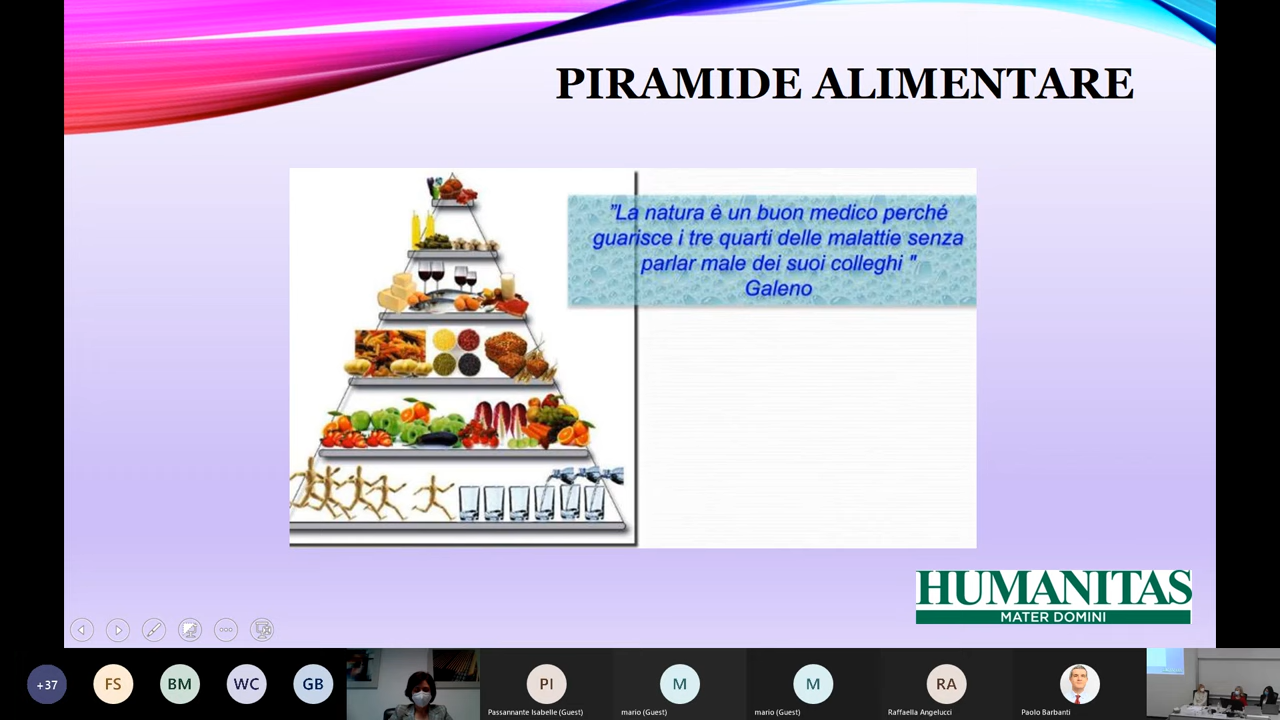 PIRAMIDE ALIMENTARE
"La natura è un buon medico perché
guarisce i tre quarti delle malattie senza
parlar male dei suoi colleghi "
Galeno
HUMANITAS
MATER DOMINI
+37
FS
BM
WC
GB
PI
Passannante Isabelle (Guest)
M
mario (Guest)
M
mario (Guest)
RA
Raffaella Angelucci
Paolo Barbanti